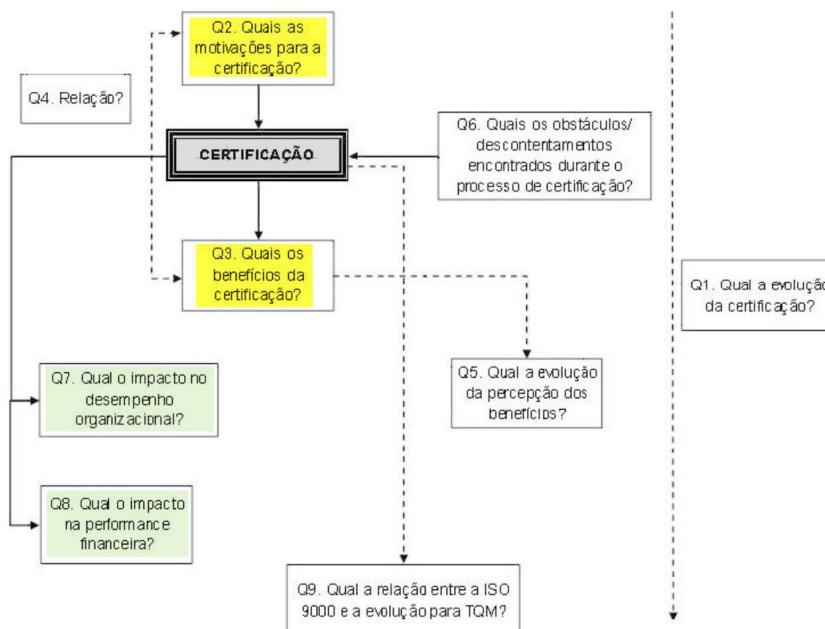 Q2. Quais as
motivações para a
certificação?
Q4. Relação?
CERTIFICAÇÃO
Q6. Quais os obstáculos/
descontentamentos
encontrados durante o
processo de certificação?
Q3. Quais os
benefícios da
certificação?
Q1. Qual a evolução
da certificação?
Q5. Qual a evolução
da percepção dos
benefícios?
Q7. Qual o impacto no
desempenho
organizacional?
Q8. Qual o impacto
na performance
financeira?
Q9. Qual a relação entre a ISO
9000 e a evolução para TQM?